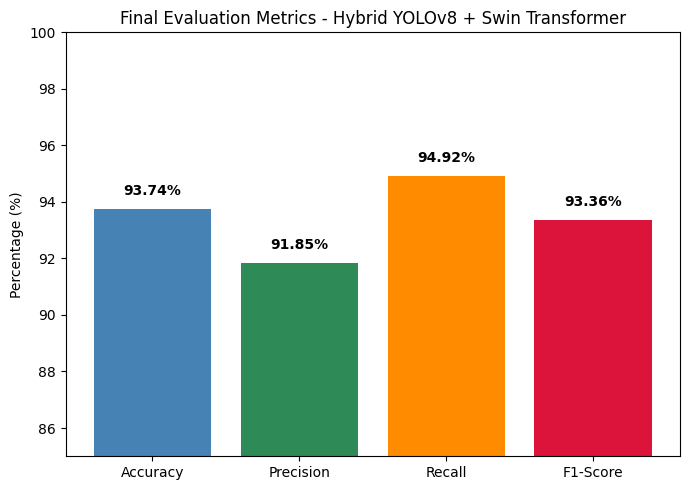 Final Evaluation Metrics - Hybrid YOLOv8 + Swin Transformer
Percentage (%)
100
98
96
94
92
90
88
86
93.74%
91.85%
94.92%
93.36%
Accuracy
Precision
Recall
F1-Score